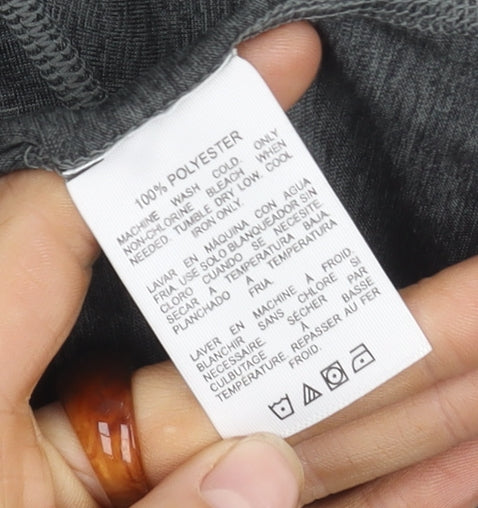 100% POLYESTER
MACHINE WASH COLD. ONLY
NON-CHLORINE BLEACH WHEN
NEEDED. TUMBLE DRY LOW. COOL
IRON ONLY.
LAVAR EN MAQUINA CON AGUA
FRIA, USE SOLO BLANQUEADOR SIN
CLORO CUANDO SE NECESITE.
SECAR A TEMPERATURA BAJA.
PLANCHADO A TEMPERATURA
FRIA.
LAVER EN MACHINE À FROID.
BLANCHIR SANS CHLORE SI
NECESSAIRE. SÉCHER PAR
CULBUTAGE À BASSE
TEMPERATURE. REPASSER AU FER
FROID.